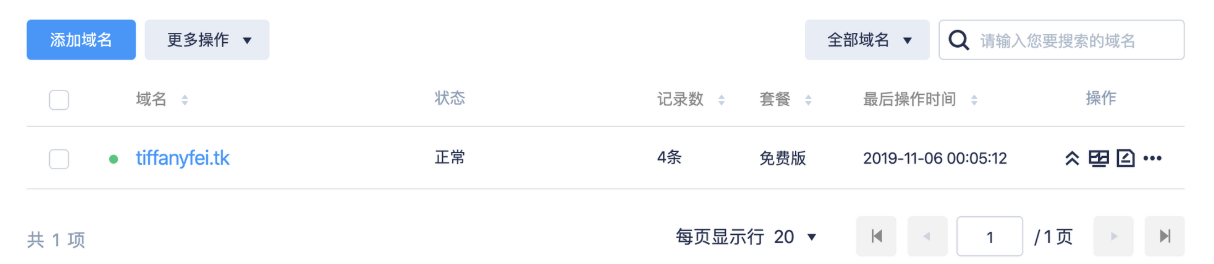 添加域名 更多操作 全部域名 请输入您要搜索的域名
域名 状态 记录数 套餐 最后操作时间 操作
tiffanyfei.tk 正常 4条 免费版 2019-11-06 00:05:12
共 1 项 每页显示行 20 1 /1页